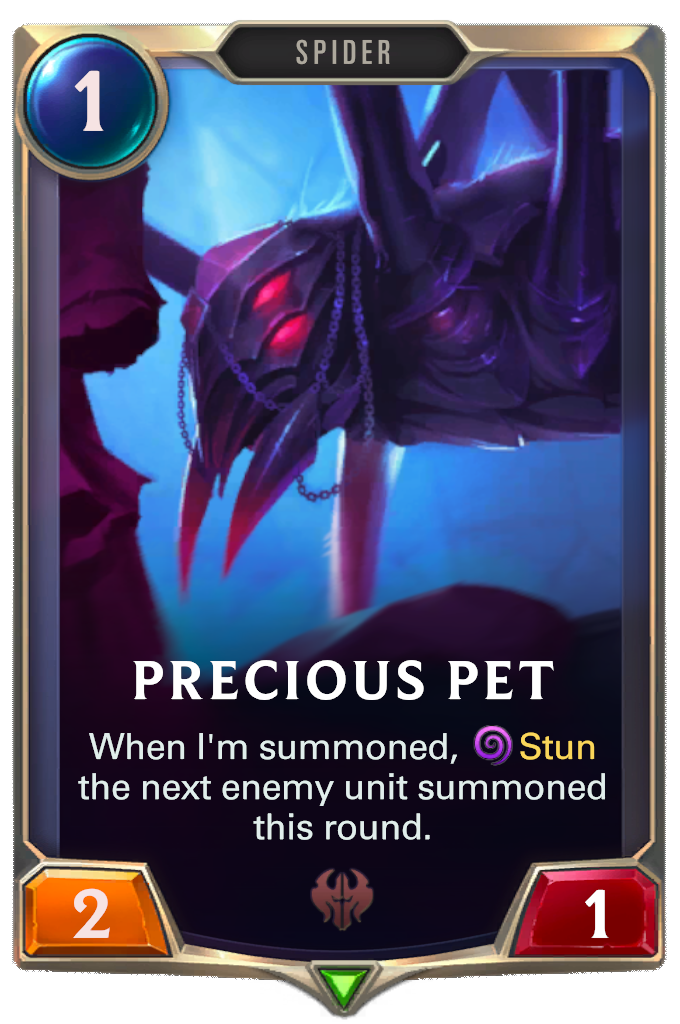 SPIDER
1
PRECIOUS PET
When I'm summoned, Stun
the next enemy unit summoned
this round.
2
1